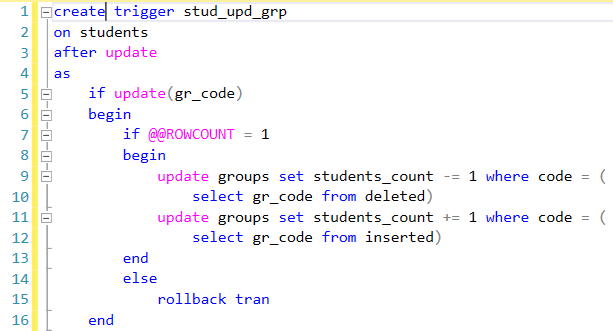 1 create trigger stud_upd_grp
2 on students
3 after update
4 as
5 if update(gr_code)
6 begin
7 if @@ROWCOUNT = 1
8 begin
9 update groups set students_count -= 1 where code = (
10 select gr_code from deleted)
11 update groups set students_count += 1 where code = (
12 select gr_code from inserted)
13 end
14 else
15 rollback tran
16 end